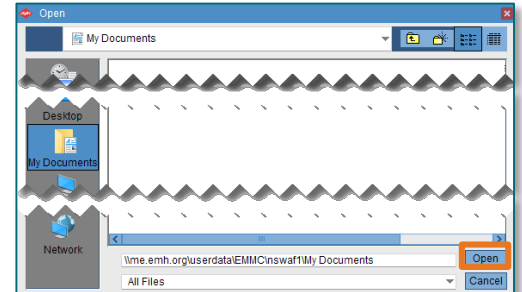 Open
My Documents
Desktop
My Documents
Network
\\me.emh.org\userdata\EMMC\nswaf1\My Documents
Open
All Files
Cancel